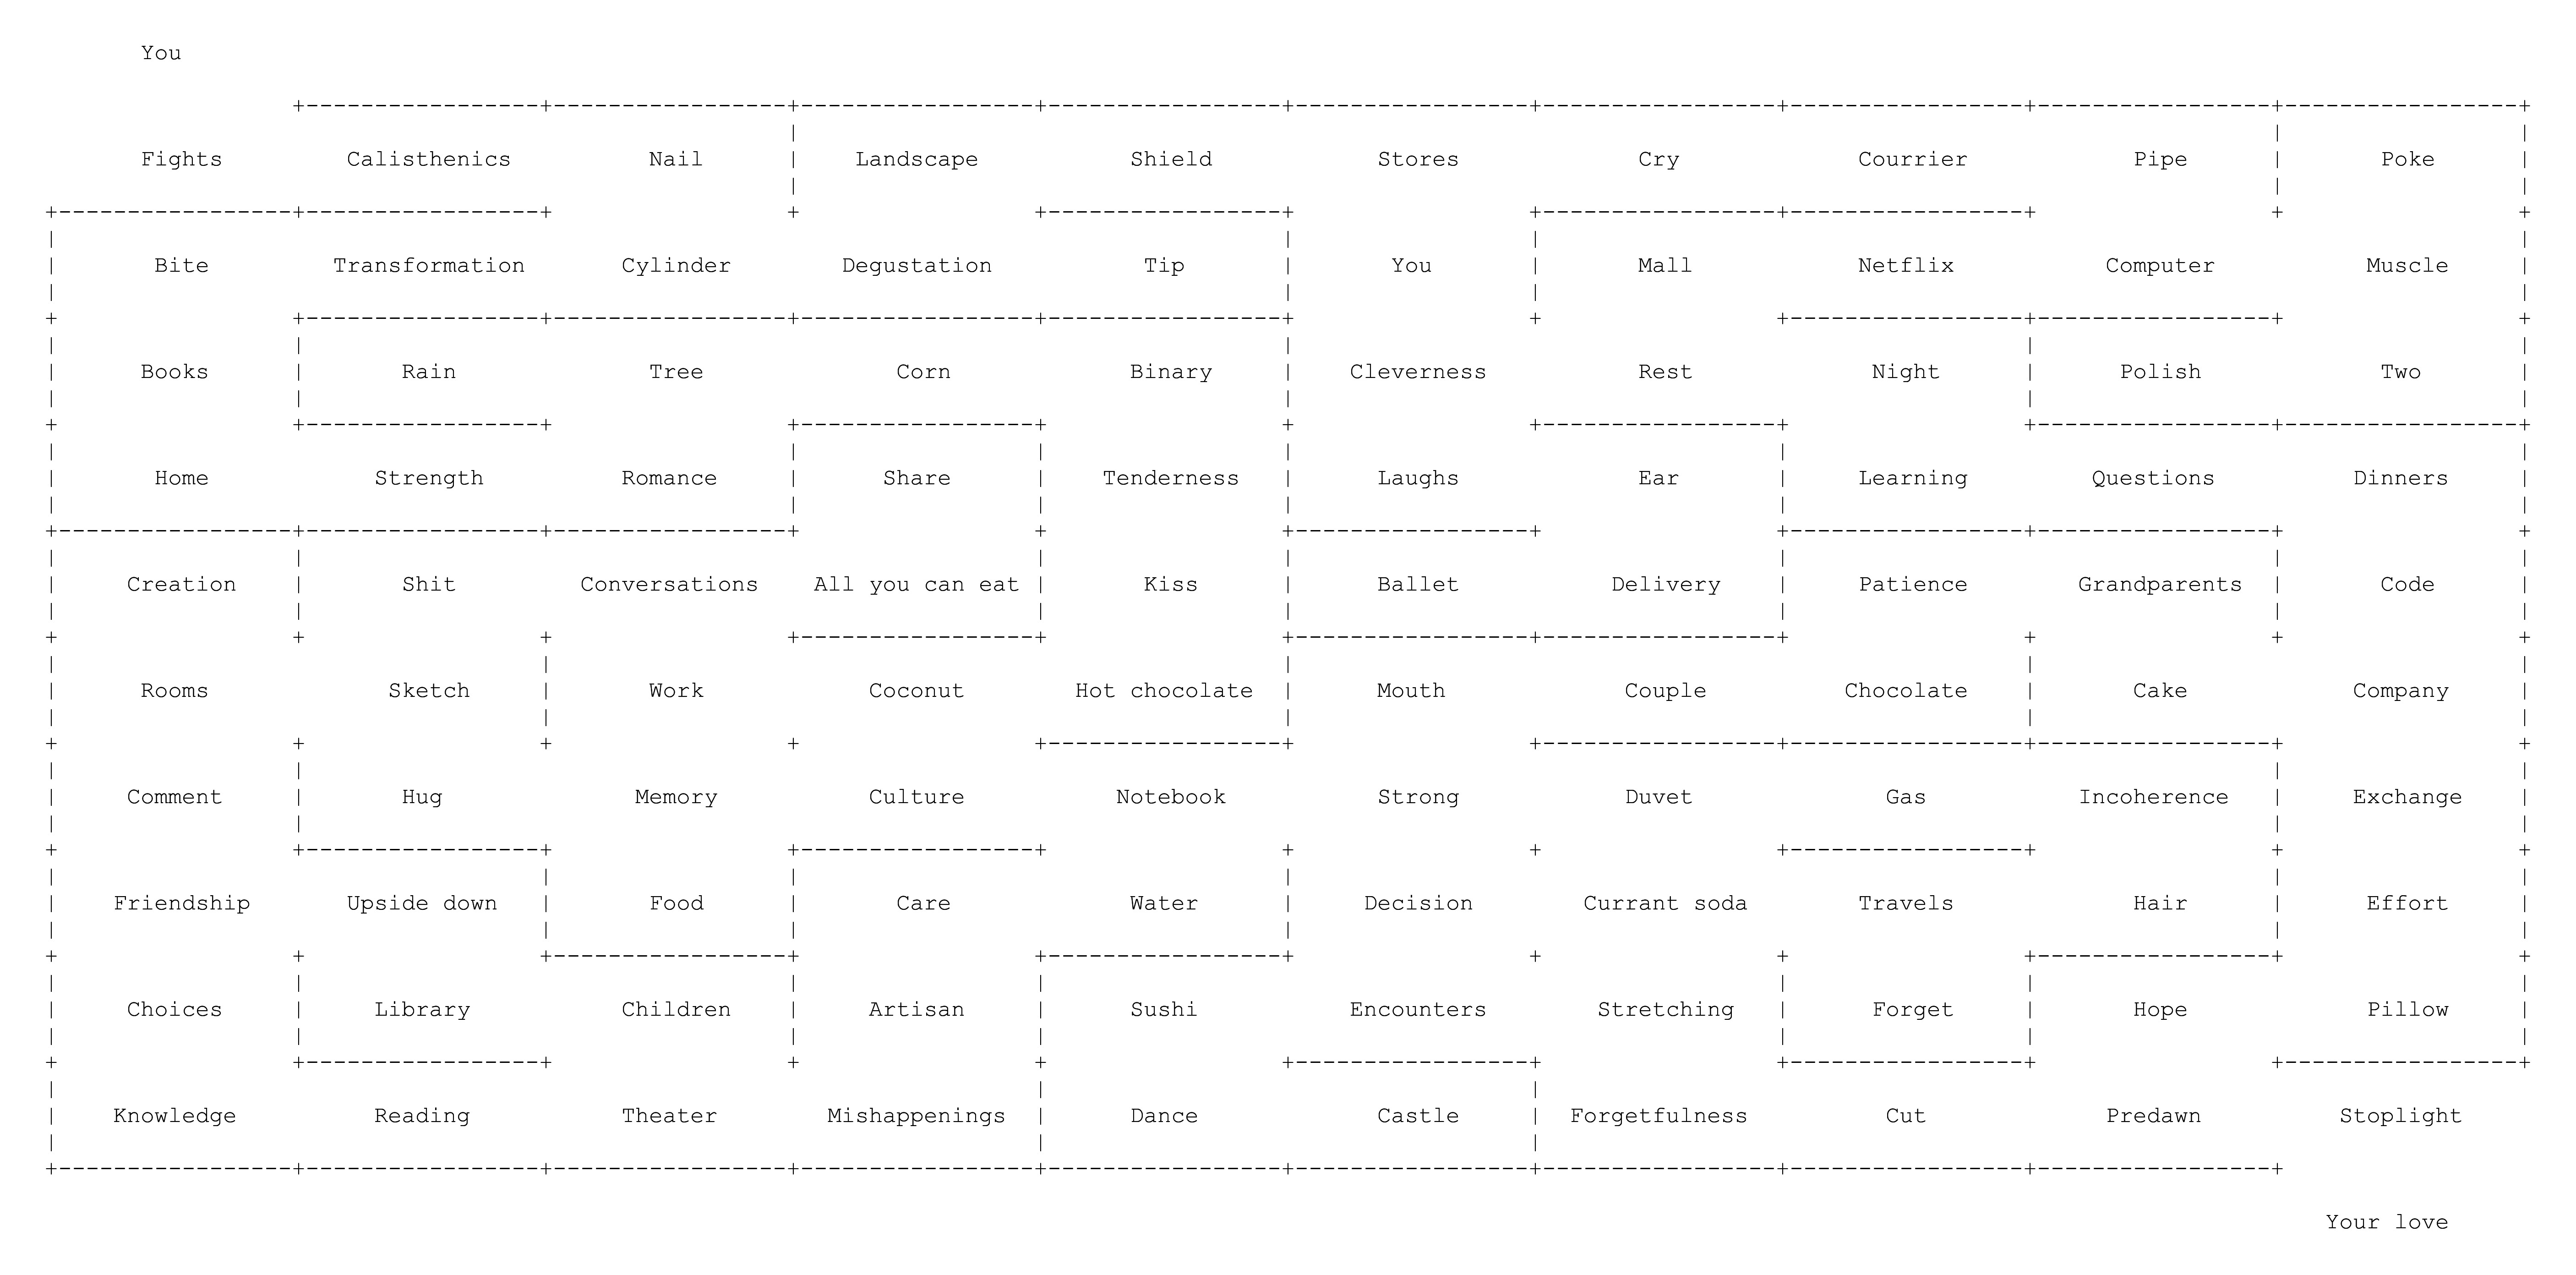 You
Fights Calisthenics Nail Landscape Shield Stores Cry Courrier Pipe Poke
Bite Transformation Cylinder Degustation Tip You Mall Netflix Computer Muscle
Books Rain Tree Corn Binary Cleverness Rest Night Polish Two
Home Strength Romance Share Tenderness Laughs Ear Learning Questions Dinners
Creation Shit Conversations All you can eat Kiss Ballet Delivery Patience Grandparents Code
Rooms Sketch Work Coconut Hot chocolate Mouth Couple Chocolate Cake Company
Comment Hug Memory Culture Notebook Strong Duvet Gas Incoherence Exchange
Friendship Upside down Food Care Water Decision Currant soda Travels Hair Effort
Choices Library Children Artisan Sushi Encounters Stretching Forget Hope Pillow
Knowledge Reading Theater Mishappenings Dance Castle Forgetfulness Cut Predawn Stoplight
Your love